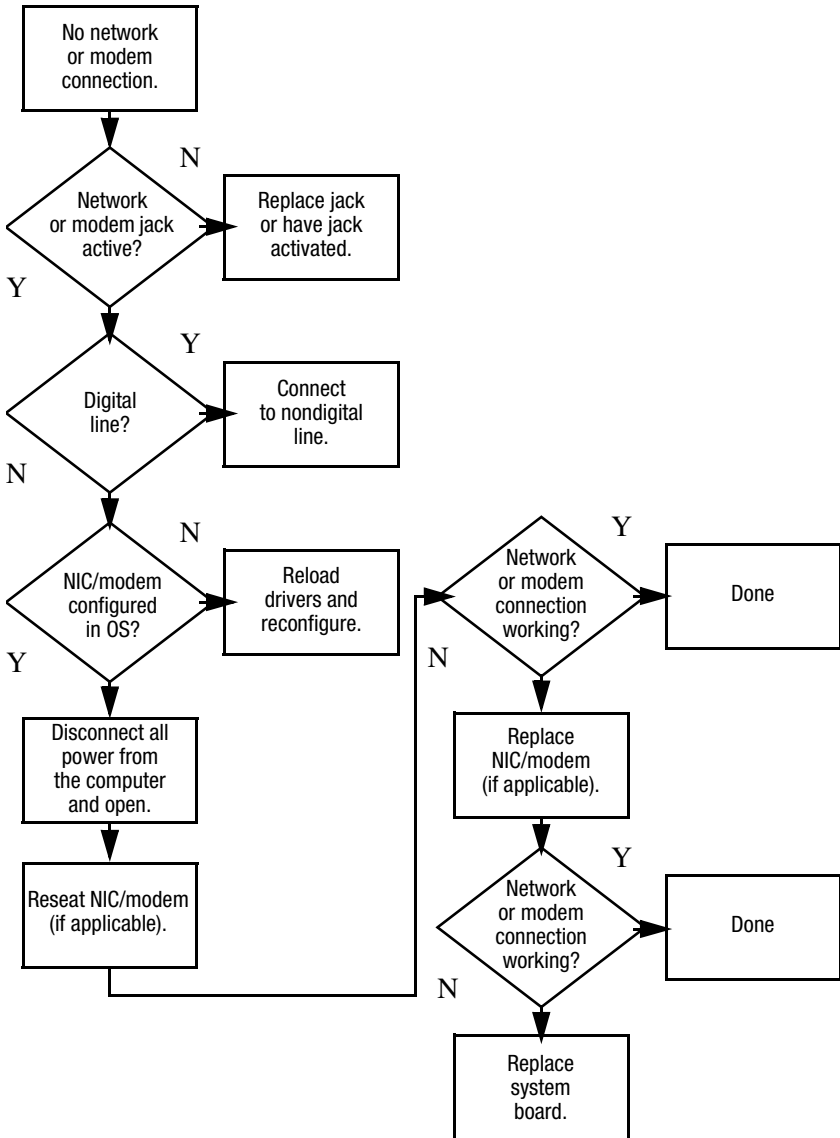 No network
or modem
connection.
N
Network
or modem jack
active?
Replace jack
or have jack
activated.
Y
Y
Digital
line?
Connect
to nondigital
line.
N
N
NIC/modem
configured
in OS?
Reload
drivers and
reconfigure.
Y
Disconnect all
power from
the computer
and open.
Reseat NIC/modem
(if applicable).
Y
Network
or modem
connection
working?
Done
N
Replace
NIC/modem
(if applicable).
Y
Network
or modem
connection
working?
Done
N
Replace
system
board.